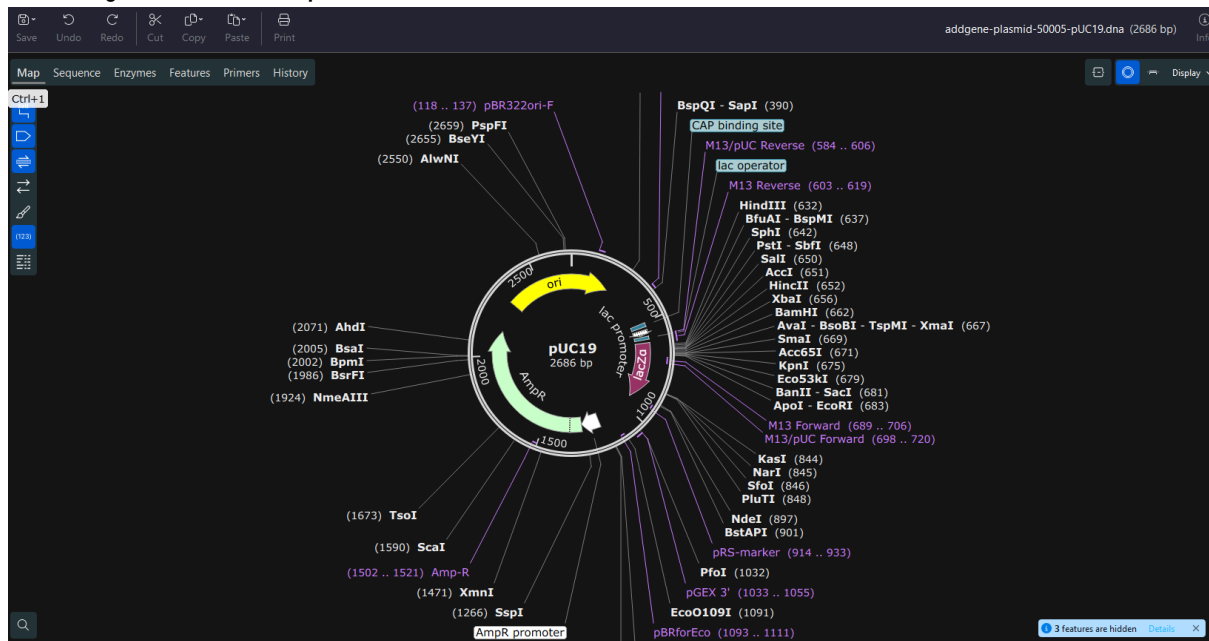 Save Undo Redo Cut Copy Paste Print
addgene-plasmid-50005-pUC19.dna (2686 bp)
Map Sequence Enzymes Features Primers History
Display
Ctrl+1
(123)
(118 .. 137) pBR322ori-F
(2659) PspFI
(2655) BseYI
(2550) AlwNI
BspQI - SapI (390)
CAP binding site
M13/pUC Reverse (584 .. 606)
lac operator
M13 Reverse (603 .. 619)
HindIII (632)
BfuAI - BspMI (637)
SphI (642)
PstI - SbfI (648)
SalI (650)
AccI (651)
HincII (652)
XbaI (656)
BamHI (662)
AvaI - BsoBI - TspMI - XmaI (667)
SmaI (669)
Acc65I (671)
KpnI (675)
Eco53kI (679)
BanII - SacI (681)
ApoI - EcoRI (683)
M13 Forward (689 .. 706)
M13/pUC Forward (698 .. 720)
KasI (844)
NarI (845)
SfoI (846)
PluTI (848)
NdeI (897)
BstAPI (901)
pRS-marker (914 .. 933)
PfoI (1032)
pGEX 3' (1033 .. 1055)
EcoO109I (1091)
pBRforEco (1093 .. 1111)
(2071) AhdI
(2005) BsaI
(2002) BpmI
(1986) BsrFI
(1924) NmeAIII
(1673) TsoI
(1590) ScaI
(1502 .. 1521) Amp-R
(1471) XmnI
(1266) SspI
AmpR promoter
pUC19
2686 bp
ori
lac promoter
lacZα
AmpR
500
1000
1500
2000
2500
3 features are hidden Details